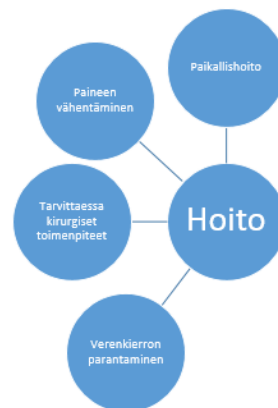 Paikallishoito
Paineen
vähentäminen
Tarvittaessa
kirurgiset
toimenpiteet
Hoito
Verenkierron
parantaminen